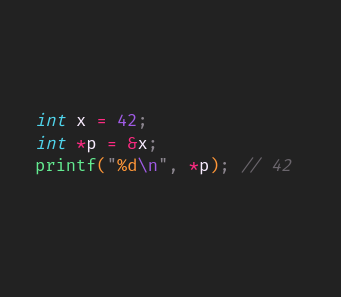 int x = 42;
int *p = &x;
printf("%d\n", *p); // 42